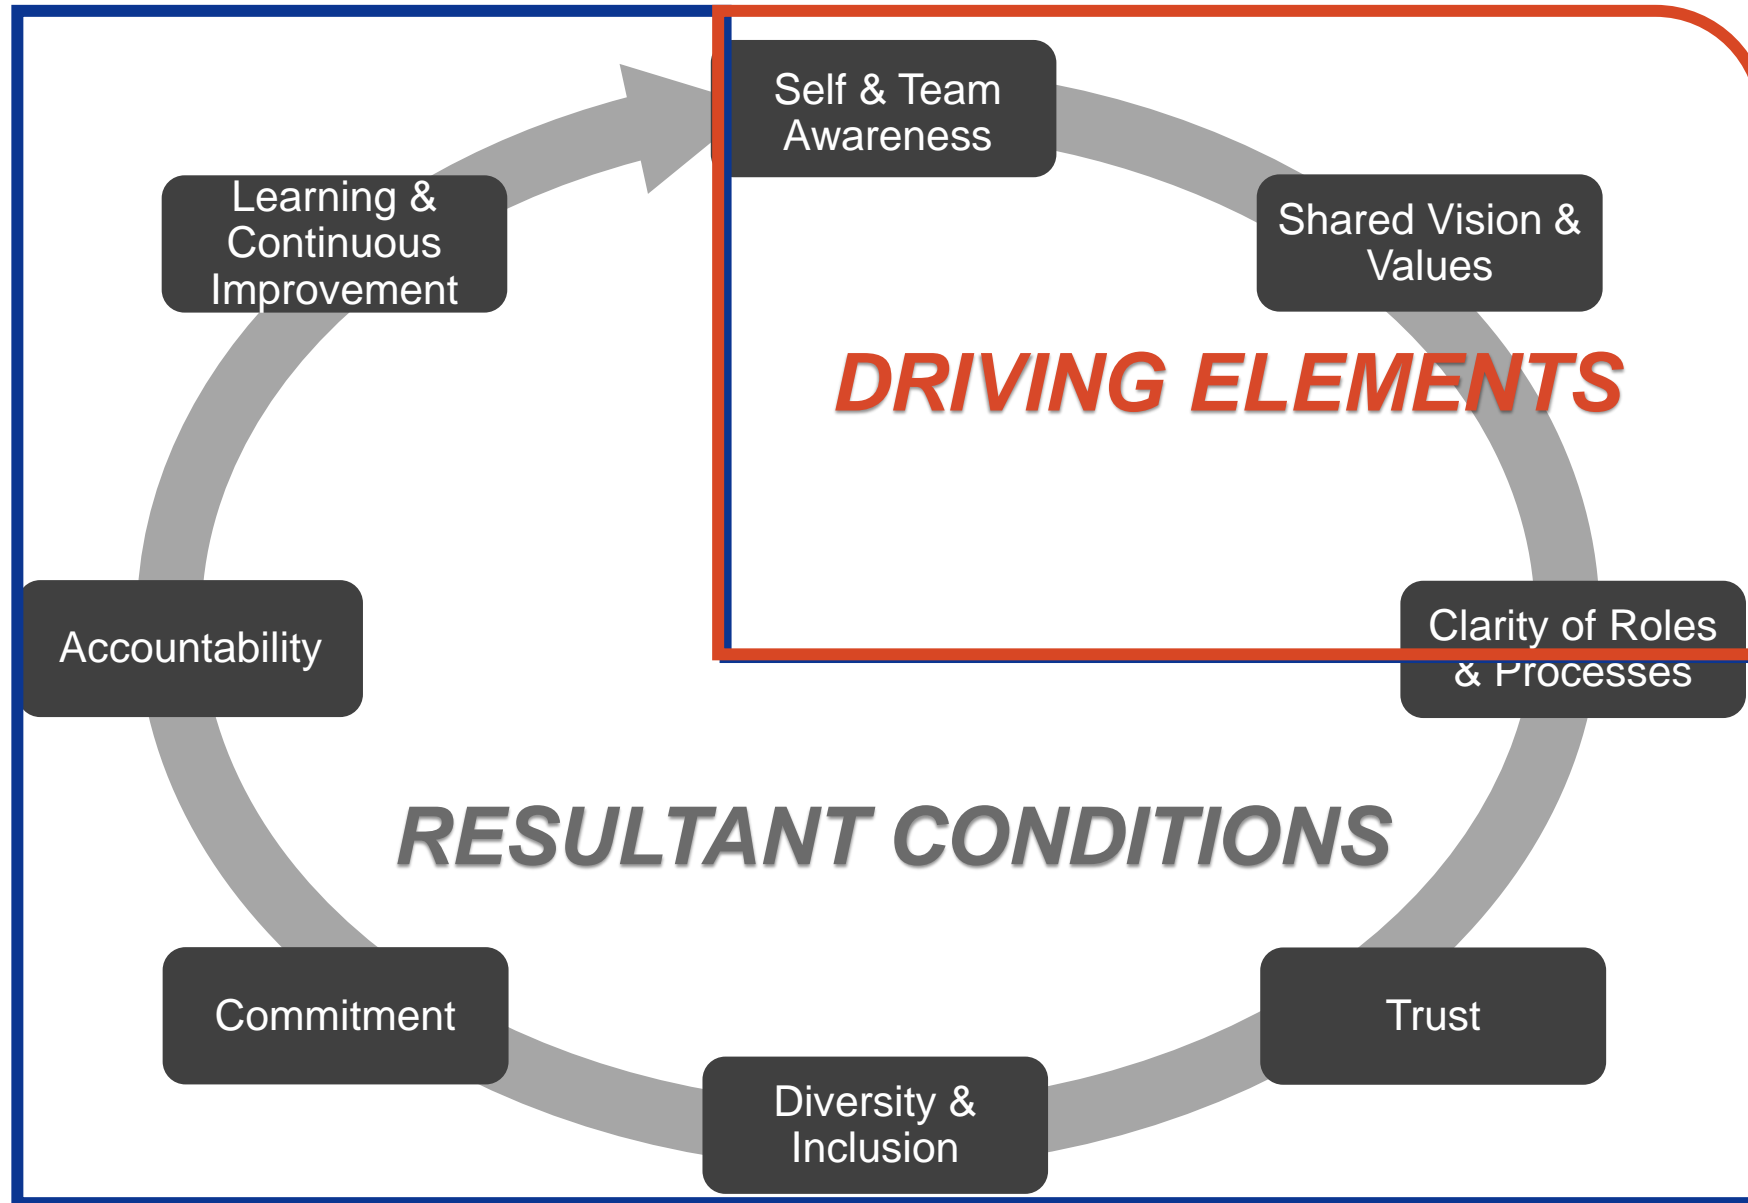 Self & Team
Awareness
Shared Vision &
Values
DRIVING ELEMENTS
Clarity of Roles
& Processes
Trust
Diversity &
Inclusion
Commitment
Accountability
Learning &
Continuous
Improvement
RESULTANT CONDITIONS